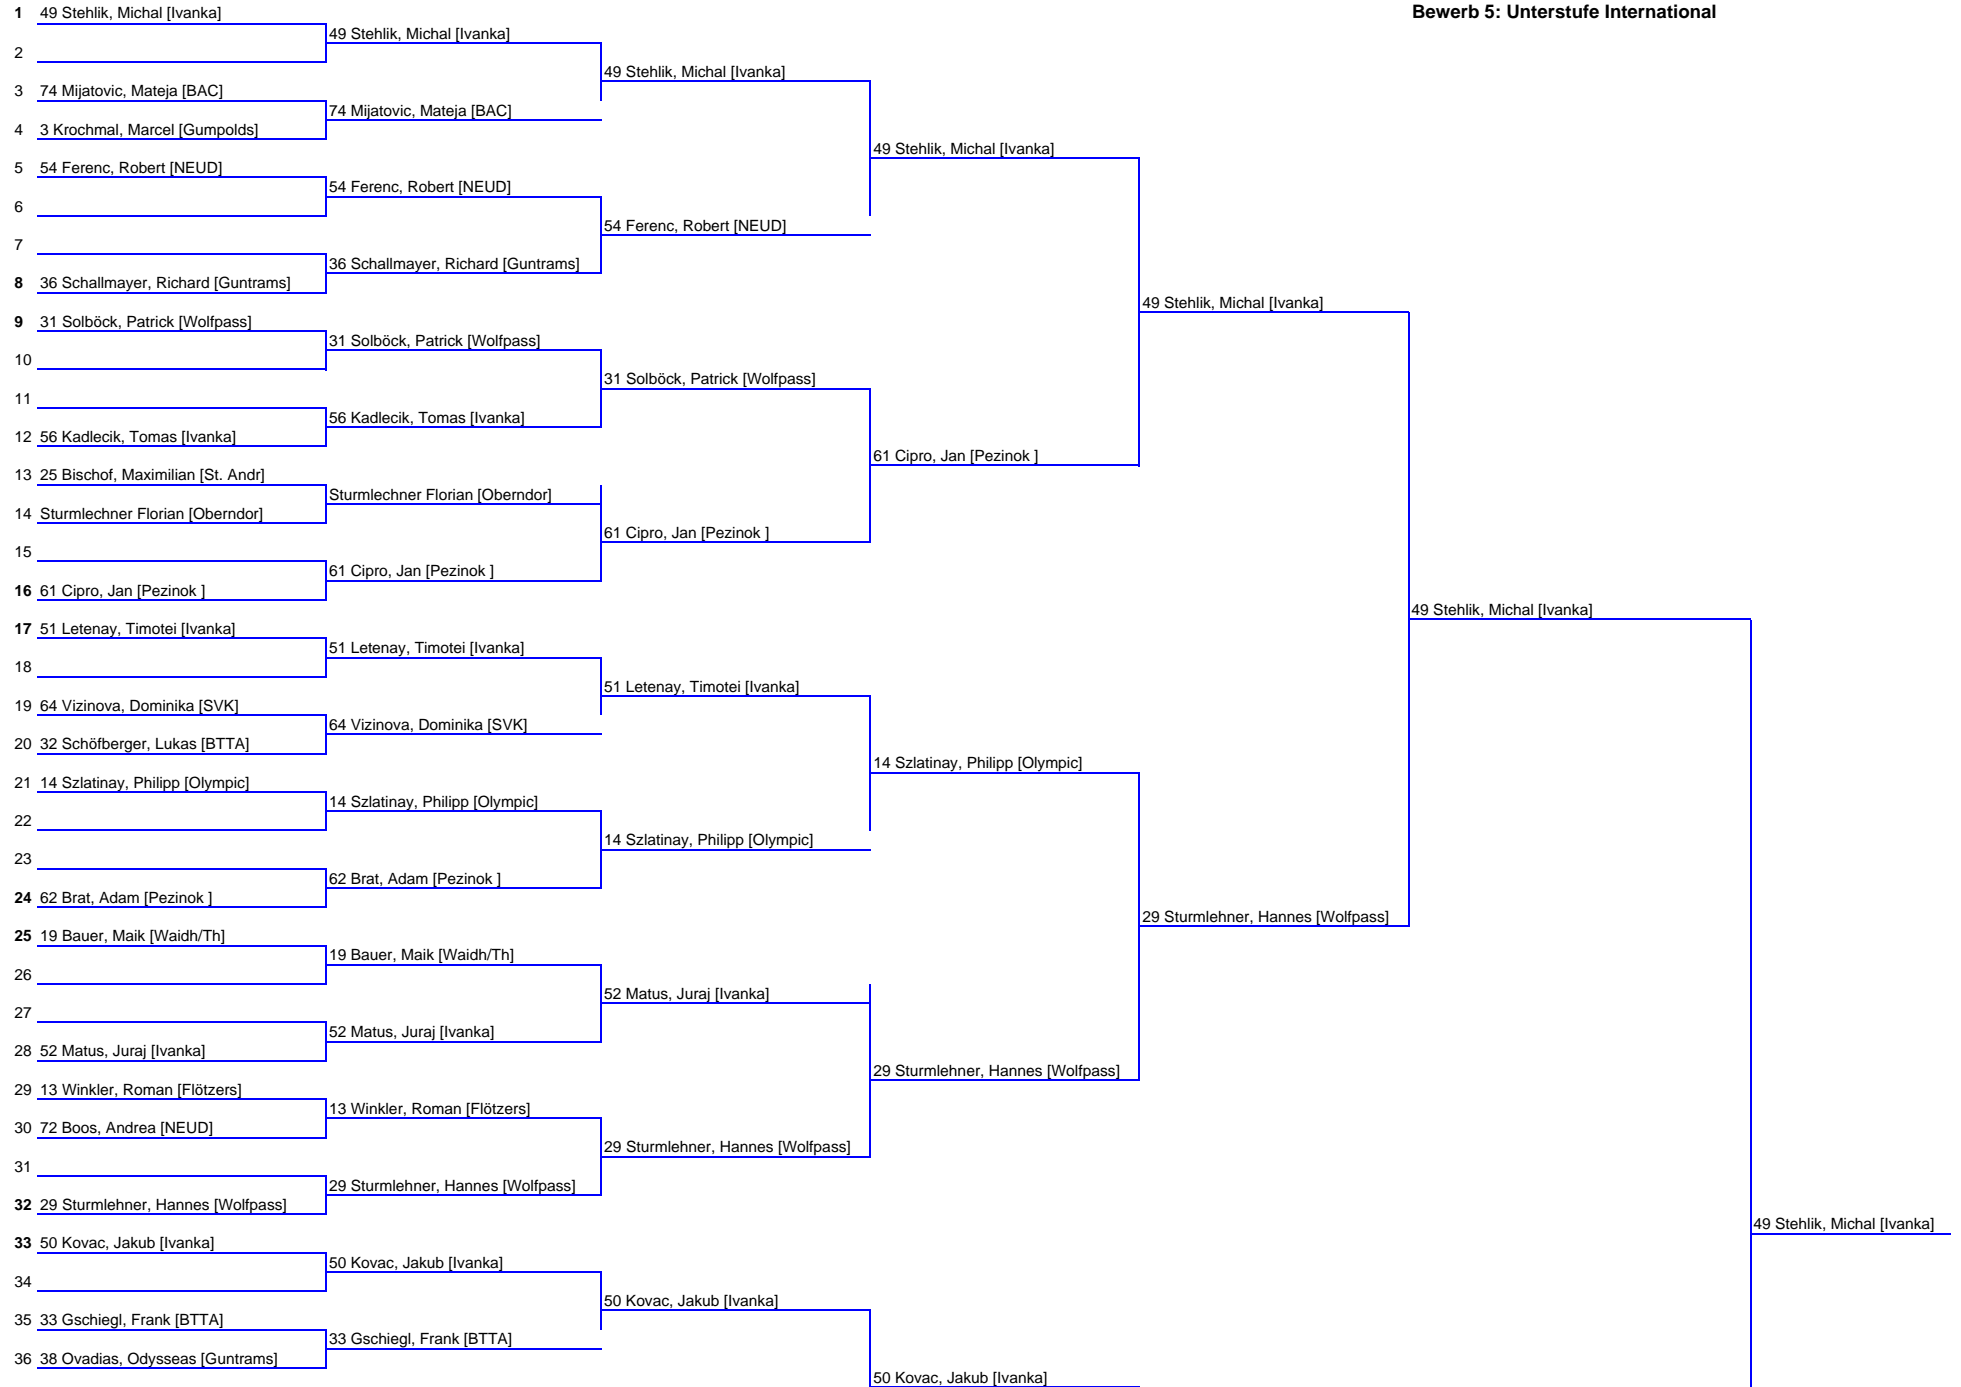 Bewerb 5: Unterstufe International
1 49 Stehlik, Michal [Ivanka]
49 Stehlik, Michal [Ivanka]
2
49 Stehlik, Michal [Ivanka]
3 74 Mijatovic, Mateja [BAC]
74 Mijatovic, Mateja [BAC]
4 3 Krochmal, Marcel [Gumpolds]
49 Stehlik, Michal [Ivanka]
5 54 Ferenc, Robert [NEUD]
54 Ferenc, Robert [NEUD]
6
54 Ferenc, Robert [NEUD]
7
36 Schallmayer, Richard [Guntrams]
8 36 Schallmayer, Richard [Guntrams]
49 Stehlik, Michal [Ivanka]
9 31 Solböck, Patrick [Wolfpass]
31 Solböck, Patrick [Wolfpass]
10
31 Solböck, Patrick [Wolfpass]
11
56 Kadlecik, Tomas [Ivanka]
12 56 Kadlecik, Tomas [Ivanka]
61 Cipro, Jan [Pezinok ]
13 25 Bischof, Maximilian [St. Andr]
Sturmlechner Florian [Oberndor]
14 Sturmlechner Florian [Oberndor]
61 Cipro, Jan [Pezinok ]
15
61 Cipro, Jan [Pezinok ]
16 61 Cipro, Jan [Pezinok ]
49 Stehlik, Michal [Ivanka]
17 51 Letenay, Timotei [Ivanka]
51 Letenay, Timotei [Ivanka]
18
51 Letenay, Timotei [Ivanka]
19 64 Vizinova, Dominika [SVK]
64 Vizinova, Dominika [SVK]
20 32 Schöfberger, Lukas [BTTA]
14 Szlatinay, Philipp [Olympic]
21 14 Szlatinay, Philipp [Olympic]
14 Szlatinay, Philipp [Olympic]
22
14 Szlatinay, Philipp [Olympic]
23
62 Brat, Adam [Pezinok ]
24 62 Brat, Adam [Pezinok ]
29 Sturmlehner, Hannes [Wolfpass]
25 19 Bauer, Maik [Waidh/Th]
19 Bauer, Maik [Waidh/Th]
26
52 Matus, Juraj [Ivanka]
27
52 Matus, Juraj [Ivanka]
28 52 Matus, Juraj [Ivanka]
29 Sturmlehner, Hannes [Wolfpass]
29 13 Winkler, Roman [Flötzers]
13 Winkler, Roman [Flötzers]
30 72 Boos, Andrea [NEUD]
29 Sturmlehner, Hannes [Wolfpass]
31
29 Sturmlehner, Hannes [Wolfpass]
32 29 Sturmlehner, Hannes [Wolfpass]
49 Stehlik, Michal [Ivanka]
33 50 Kovac, Jakub [Ivanka]
50 Kovac, Jakub [Ivanka]
34
50 Kovac, Jakub [Ivanka]
35 33 Gschiegl, Frank [BTTA]
33 Gschiegl, Frank [BTTA]
36 38 Ovadias, Odysseas [Guntrams]
50 Kovac, Jakub [Ivanka]